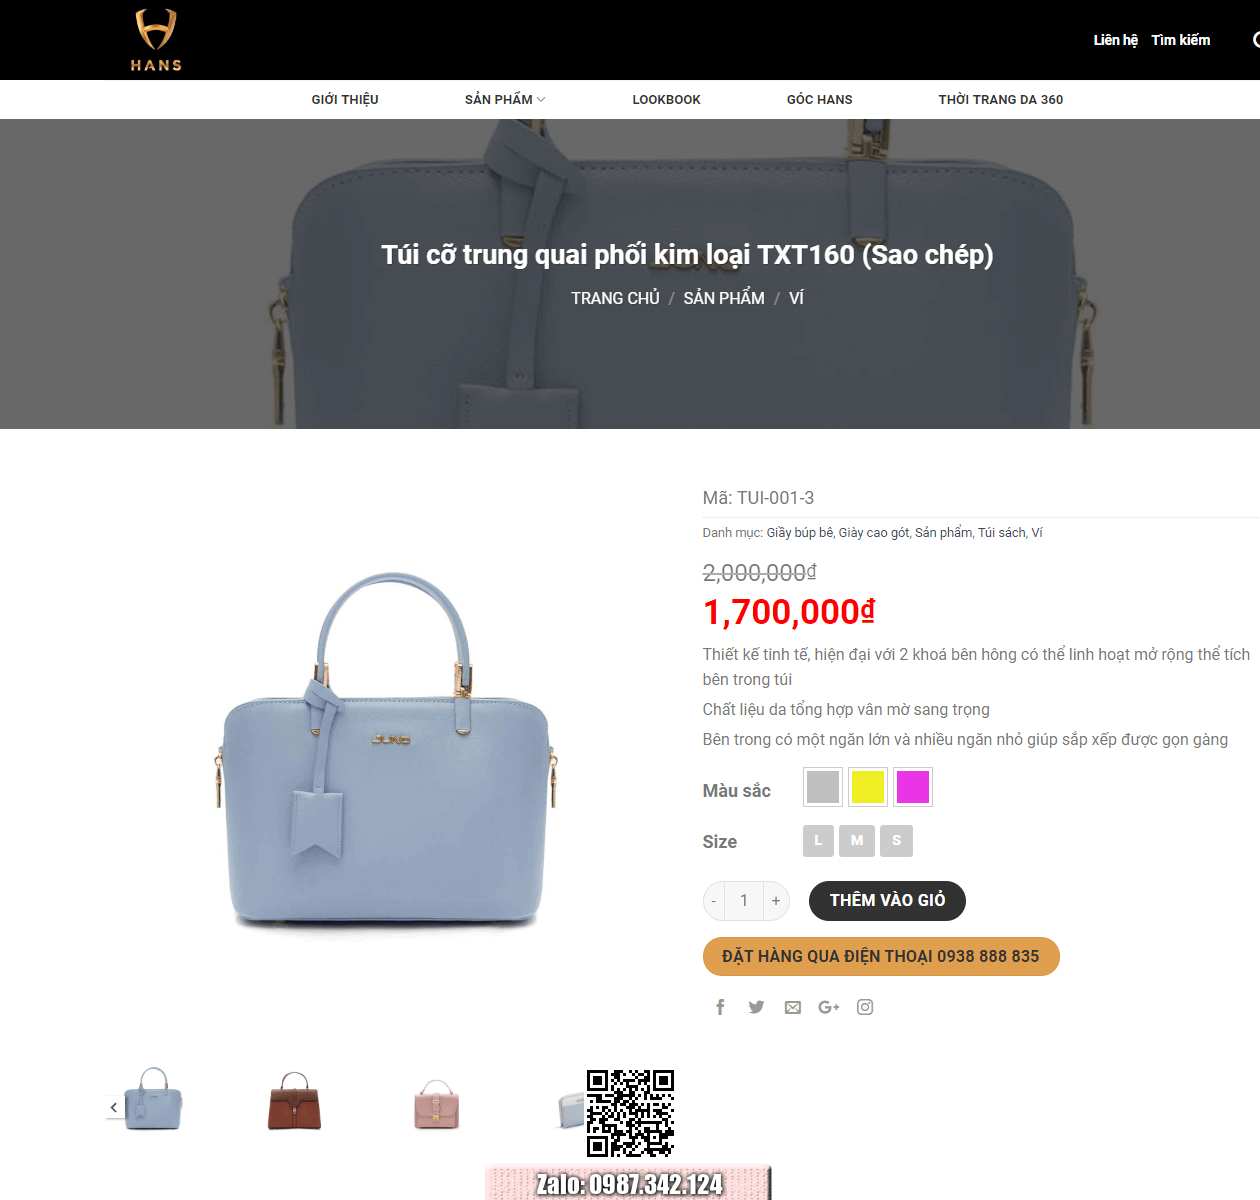 HANS
Liên hệ Tìm kiếm
GIỚI THIỆU SẢN PHẨM LOOKBOOK GÓC HANS THỜI TRANG DA 360
Túi cỡ trung quai phối kim loại TXT160 (Sao chép)
TRANG CHỦ / SẢN PHẨM / VÍ
Mã: TUI-001-3
Danh mục: Giầy búp bê, Giày cao gót, Sản phẩm, Túi sách, Ví
2,000,000₫
1,700,000₫
Thiết kế tinh tế, hiện đại với 2 khoá bên hông có thể linh hoạt mở rộng thể tích
bên trong túi
Chất liệu da tổng hợp vân mờ sang trọng
Bên trong có một ngăn lớn và nhiều ngăn nhỏ giúp sắp xếp được gọn gàng
Màu sắc
Size L M S
- 1 + THÊM VÀO GIỎ
ĐẶT HÀNG QUA ĐIỆN THOẠI 0938 888 835
JUNO
Zalo: 0987.342.124